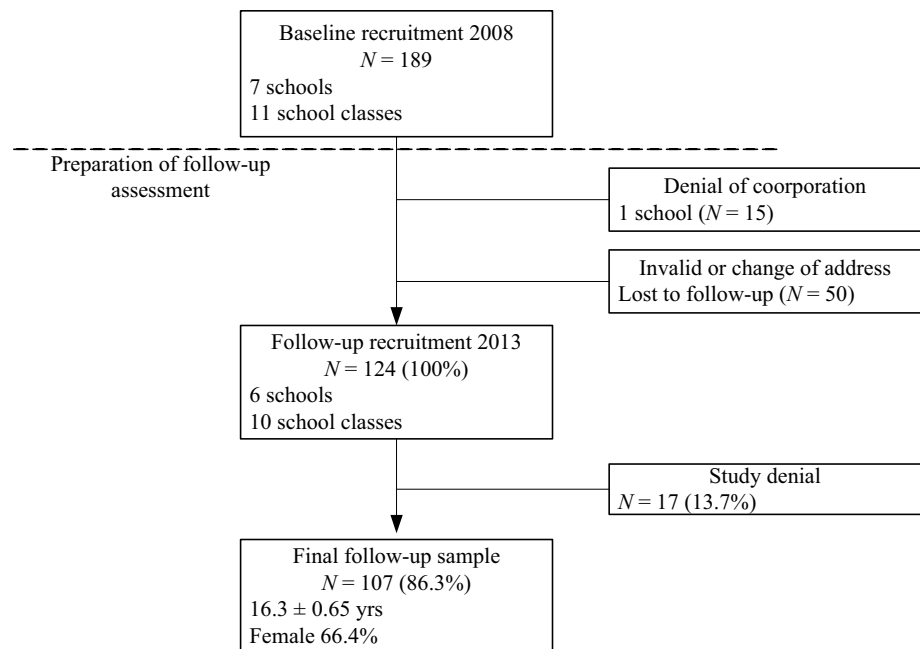 Baseline recruitment 2008
N = 189
7 schools
11 school classes
Preparation of follow-up
assessment
Denial of coorporation
1 school (N = 15)
Invalid or change of address
Lost to follow-up (N = 50)
Follow-up recruitment 2013
N = 124 (100%)
6 schools
10 school classes
Study denial
N = 17 (13.7%)
Final follow-up sample
N = 107 (86.3%)
16.3 ± 0.65 yrs
Female 66.4%